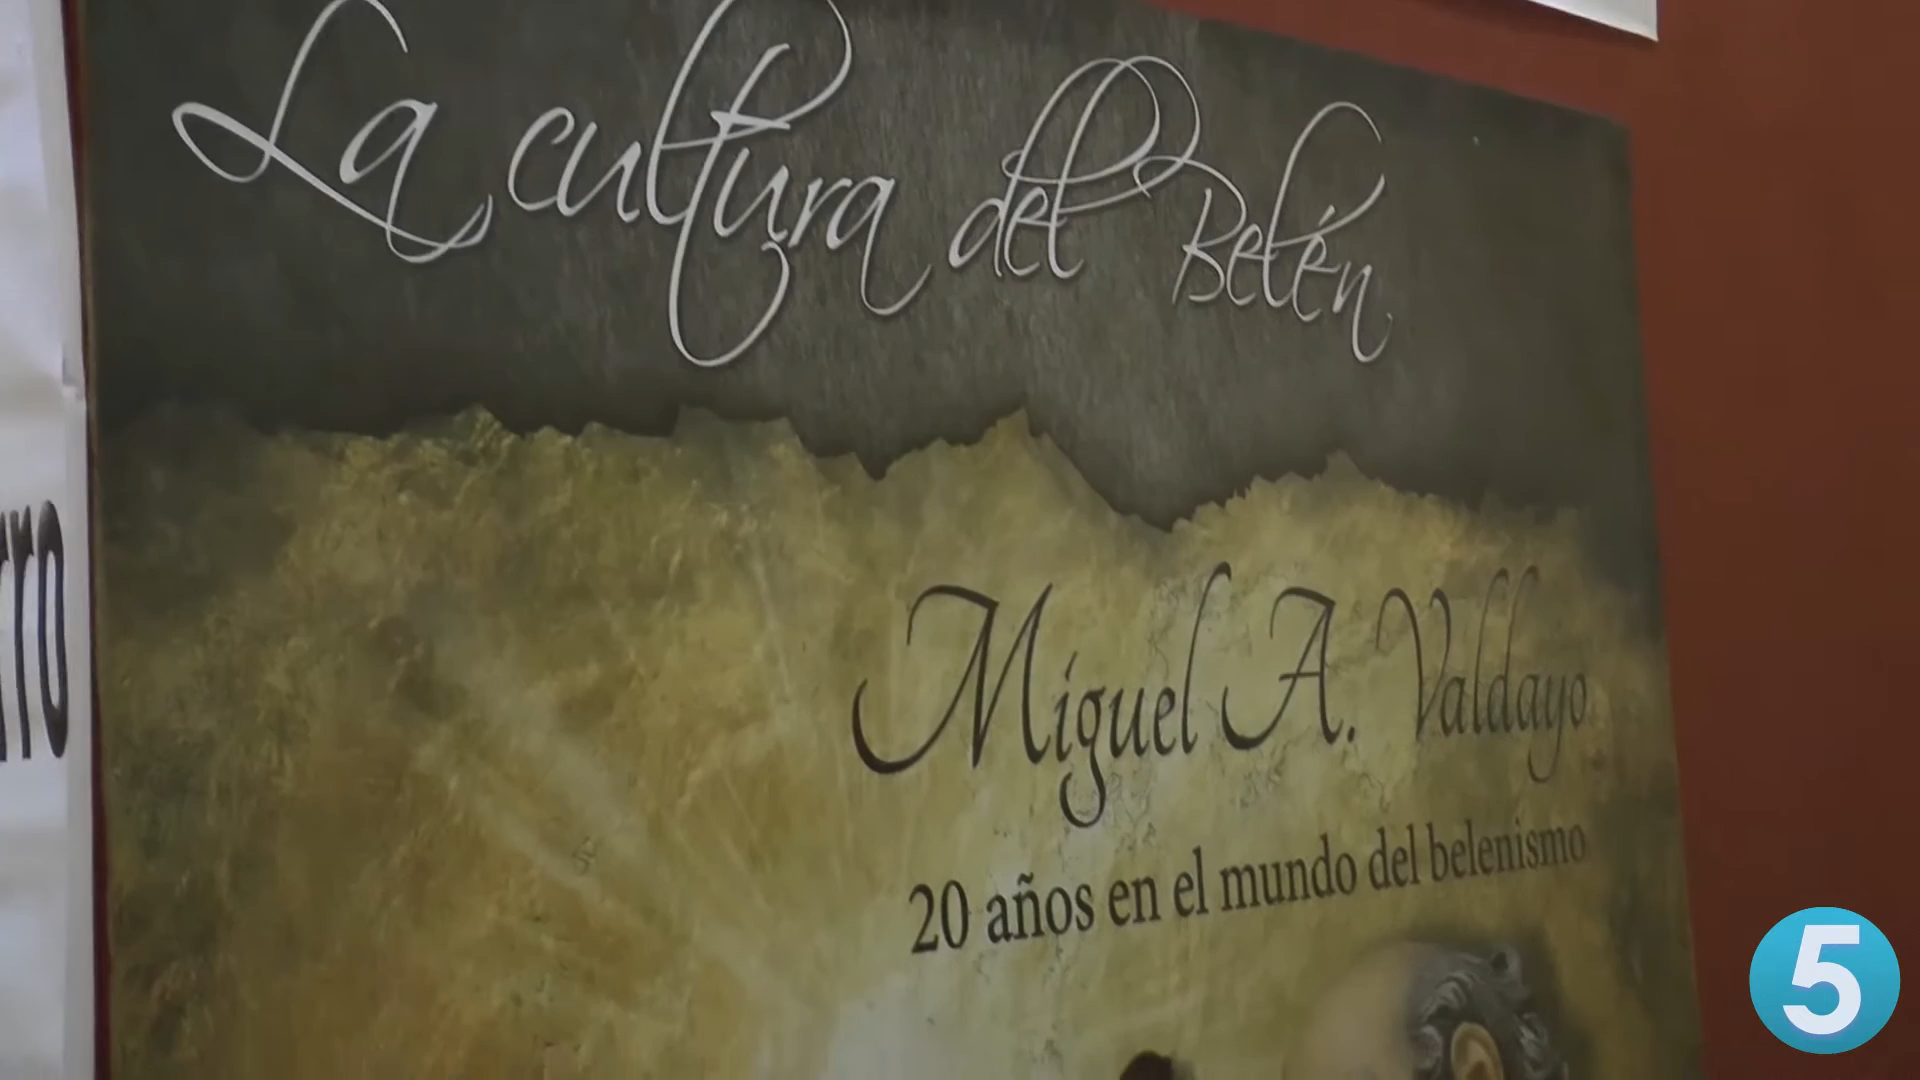 La cultura del Belén
Miguel A. Valdayo
20 años en el mundo del belenismo
5